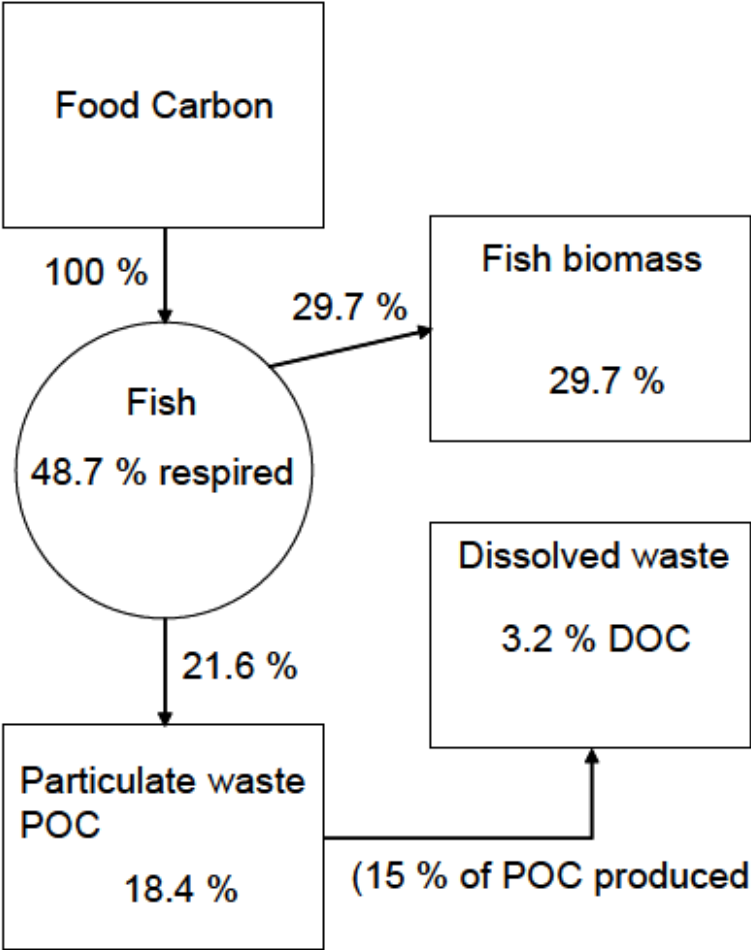 Food Carbon
100 %
29.7 %
Fish biomass
29.7 %
Fish
48.7 % respired
Dissolved waste
3.2 % DOC
21.6 %
Particulate waste
POC
18.4 %
(15 % of POC produced